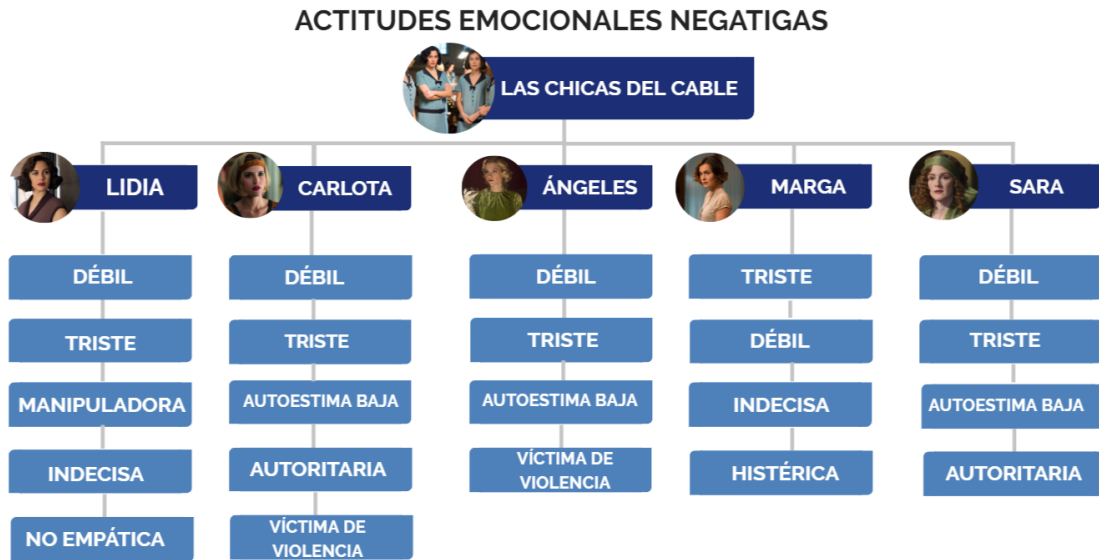 ACTITUDES EMOCIONALES NEGATIGAS
LAS CHICAS DEL CABLE
LIDIA
CARLOTA
ÁNGELES
MARGA
SARA
DÉBIL
TRISTE
MANIPULADORA
INDECISA
NO EMPÁTICA
DÉBIL
TRISTE
AUTOESTIMA BAJA
AUTORITARIA
VÍCTIMA DE
VIOLENCIA
DÉBIL
TRISTE
AUTOESTIMA BAJA
VÍCTIMA DE
VIOLENCIA
TRISTE
DÉBIL
INDECISA
HISTÉRICA
DÉBIL
TRISTE
AUTOESTIMA BAJA
AUTORITARIA